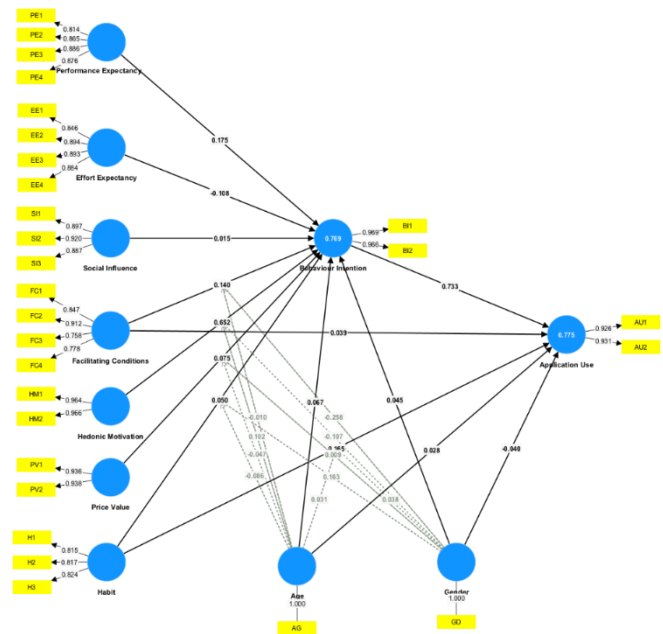 PE1
0.814
PE2
0.865
PE3
0.886
PE4
0.876
Performance Expectancy
EE1
0.846
EE2
0.894
EE3
0.893
EE4
0.884
Effort Expectancy
SI1
0.897
SI2
0.920
SI3
0.887
Social Influence
FC1
0.847
FC2
0.912
FC3
0.758
FC4
0.778
Facilitating Conditions
HM1
0.964
HM2
0.966
Hedonic Motivation
PV1
0.936
PV2
0.938
Price Value
H1
0.815
H2
0.817
H3
0.824
Habit
0.175
-0.108
0.015
0.140
0.652
0.075
0.050
0.769
Behaviour Intention
0.969
BI1
0.966
BI2
0.733
0.039
0.775
Application Use
0.926
AU1
0.931
AU2
0.067
0.045
0.028
-0.040
-0.258
-0.197
0.009
-0.010
0.102
-0.047
-0.086
0.031
0.163
0.038
Age
1.000
AG
Gender
1.000
GD